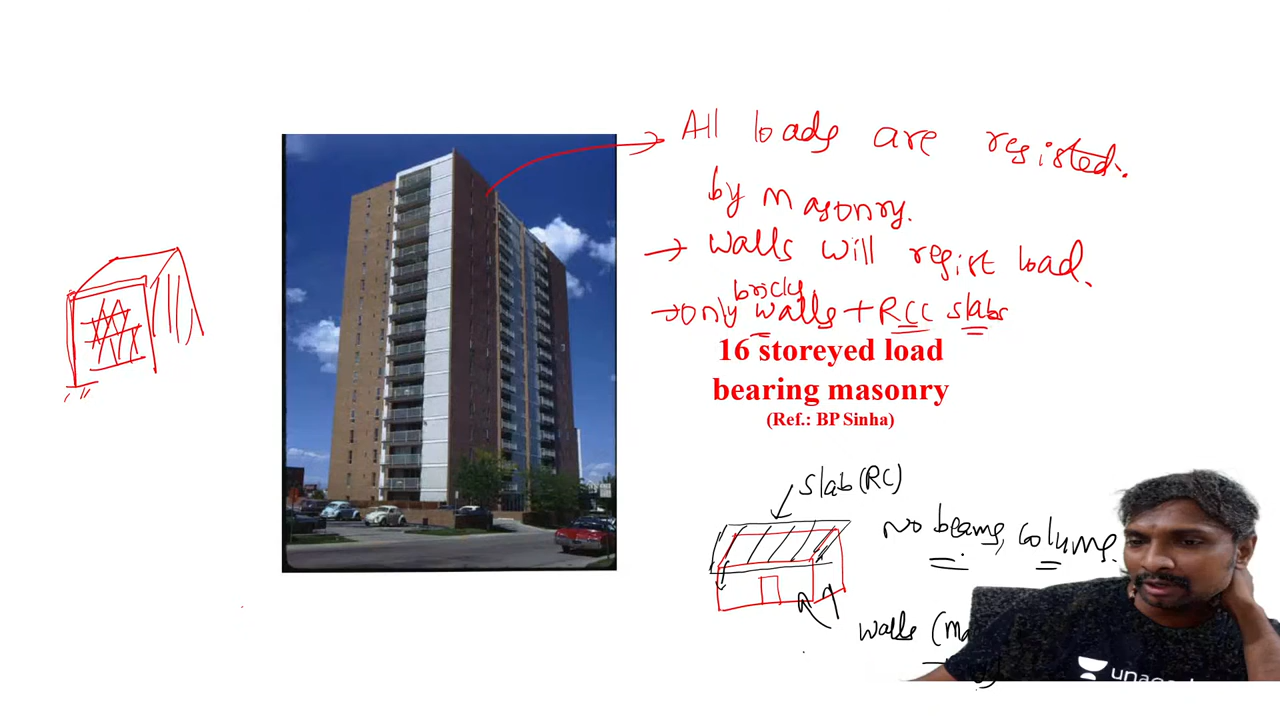 All loads are resisted.
by masonry.
→ walls will resist load.
bricks
→ only walls + RCC slabs
16 storeyed load
bearing masonry
(Ref.: BP Sinha)
slab (RC)
No beams, columns.
walls